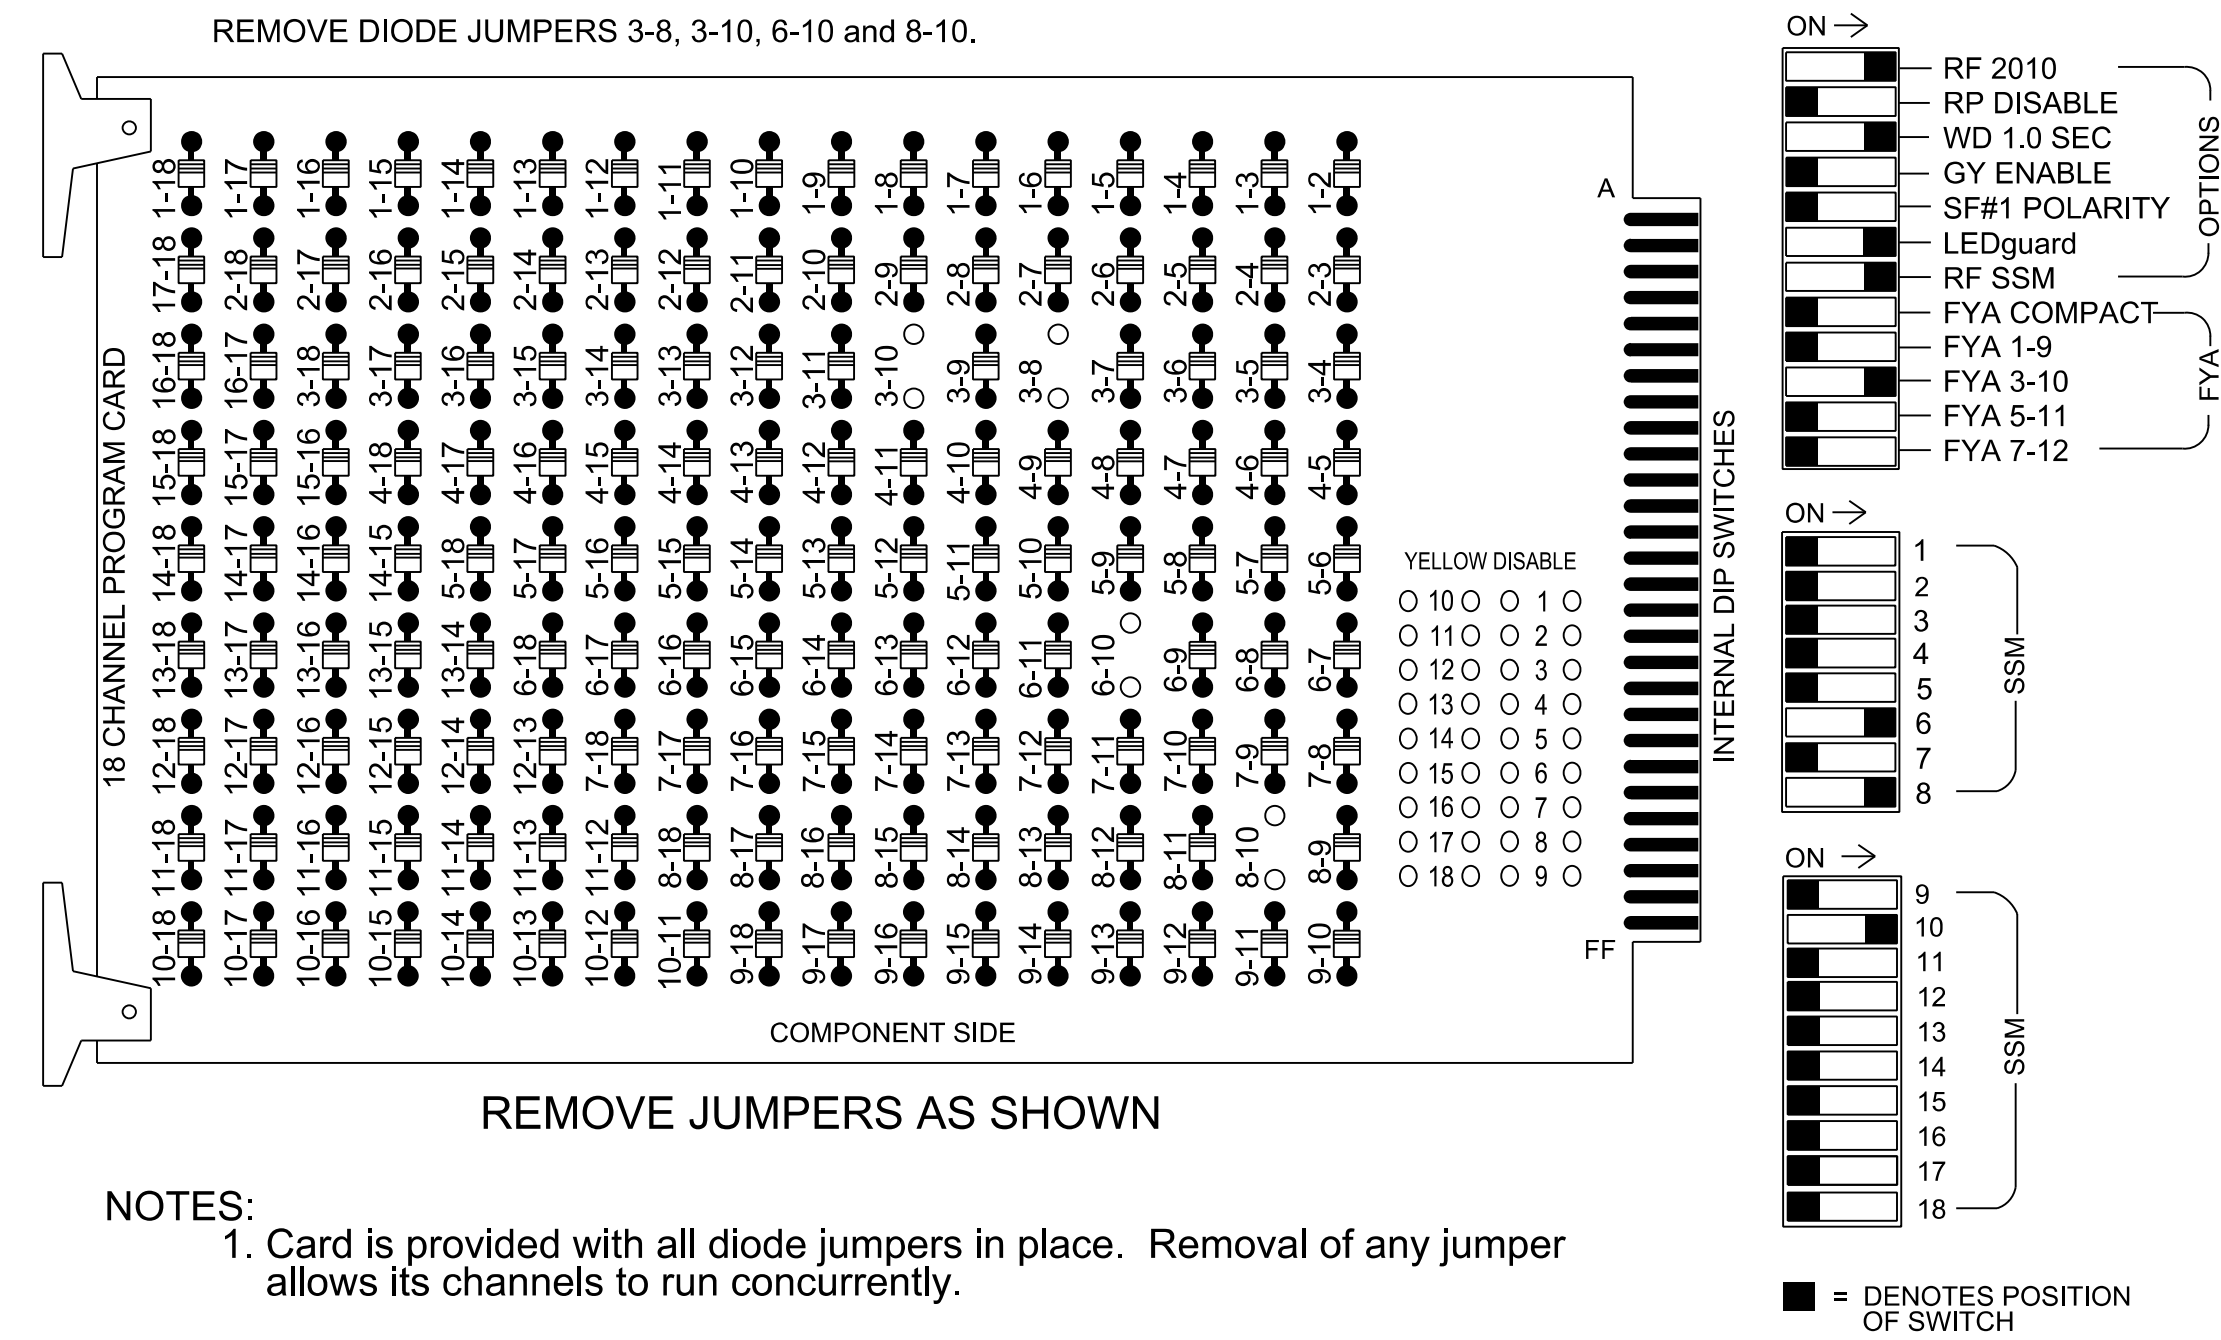 REMOVE DIODE JUMPERS 3-8, 3-10, 6-10 and 8-10.
18 CHANNEL PROGRAM CARD
1-18 1-17 1-16 1-15 1-14 1-13 1-12 1-11 1-10 1-9 1-8 1-7 1-6 1-5 1-4 1-3 1-2
17-18 2-18 2-17 2-16 2-15 2-14 2-13 2-12 2-11 2-10 2-9 2-8 2-7 2-6 2-5 2-4 2-3
16-18 16-17 3-18 3-17 3-16 3-15 3-14 3-13 3-12 3-11 3-10 3-9 3-8 3-7 3-6 3-5 3-4
15-18 15-17 15-16 4-18 4-17 4-16 4-15 4-14 4-13 4-12 4-11 4-10 4-9 4-8 4-7 4-6 4-5
14-18 14-17 14-16 14-15 5-18 5-17 5-16 5-15 5-14 5-13 5-12 5-11 5-10 5-9 5-8 5-7 5-6
13-18 13-17 13-16 13-15 13-14 6-18 6-17 6-16 6-15 6-14 6-13 6-12 6-11 6-10 6-9 6-8 6-7
12-18 12-17 12-16 12-15 12-14 12-13 7-18 7-17 7-16 7-15 7-14 7-13 7-12 7-11 7-10 7-9 7-8
11-18 11-17 11-16 11-15 11-14 11-13 11-12 8-18 8-17 8-16 8-15 8-14 8-13 8-12 8-11 8-10 8-9
10-18 10-17 10-16 10-15 10-14 10-13 10-12 10-11 9-18 9-17 9-16 9-15 9-14 9-13 9-12 9-11 9-10
A
YELLOW DISABLE
10 1
11 2
12 3
13 4
14 5
15 6
16 7
17 8
18 9
FF
COMPONENT SIDE
INTERNAL DIP SWITCHES
ON →
RF 2010
RP DISABLE
WD 1.0 SEC
GY ENABLE
SF#1 POLARITY
LEDguard
RF SSM
OPTIONS
FYA COMPACT
FYA 1-9
FYA 3-10
FYA 5-11
FYA 7-12
FYA
ON →
1
2
3
4
5
6
7
8
SSM
ON →
9
10
11
12
13
14
15
16
17
18
SSM
= DENOTES POSITION
OF SWITCH
REMOVE JUMPERS AS SHOWN
NOTES:
1. Card is provided with all diode jumpers in place. Removal of any jumper
allows its channels to run concurrently.